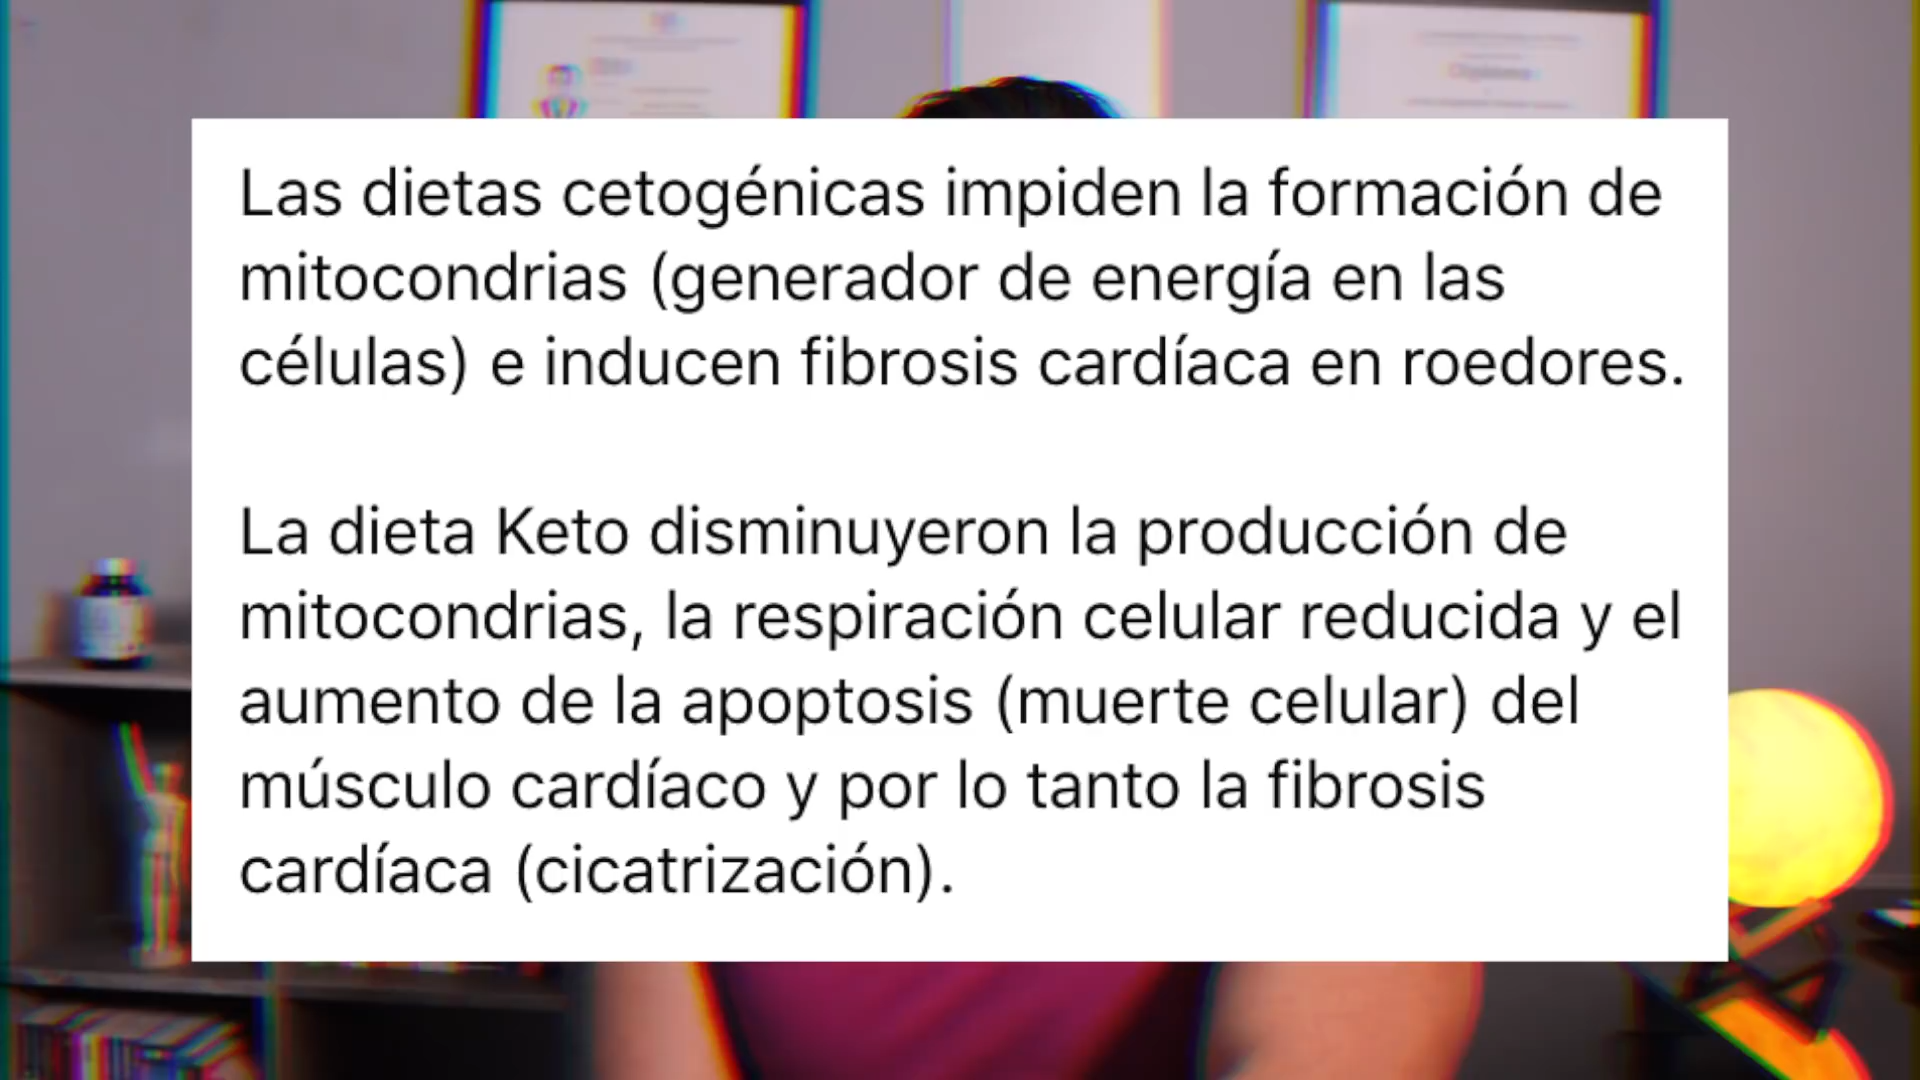 Las dietas cetogénicas impiden la formación de
mitocondrias (generador de energía en las
células) e inducen fibrosis cardíaca en roedores.
La dieta Keto disminuyeron la producción de
mitocondrias, la respiración celular reducida y el
aumento de la apoptosis (muerte celular) del
músculo cardíaco y por lo tanto la fibrosis
cardíaca (cicatrización).